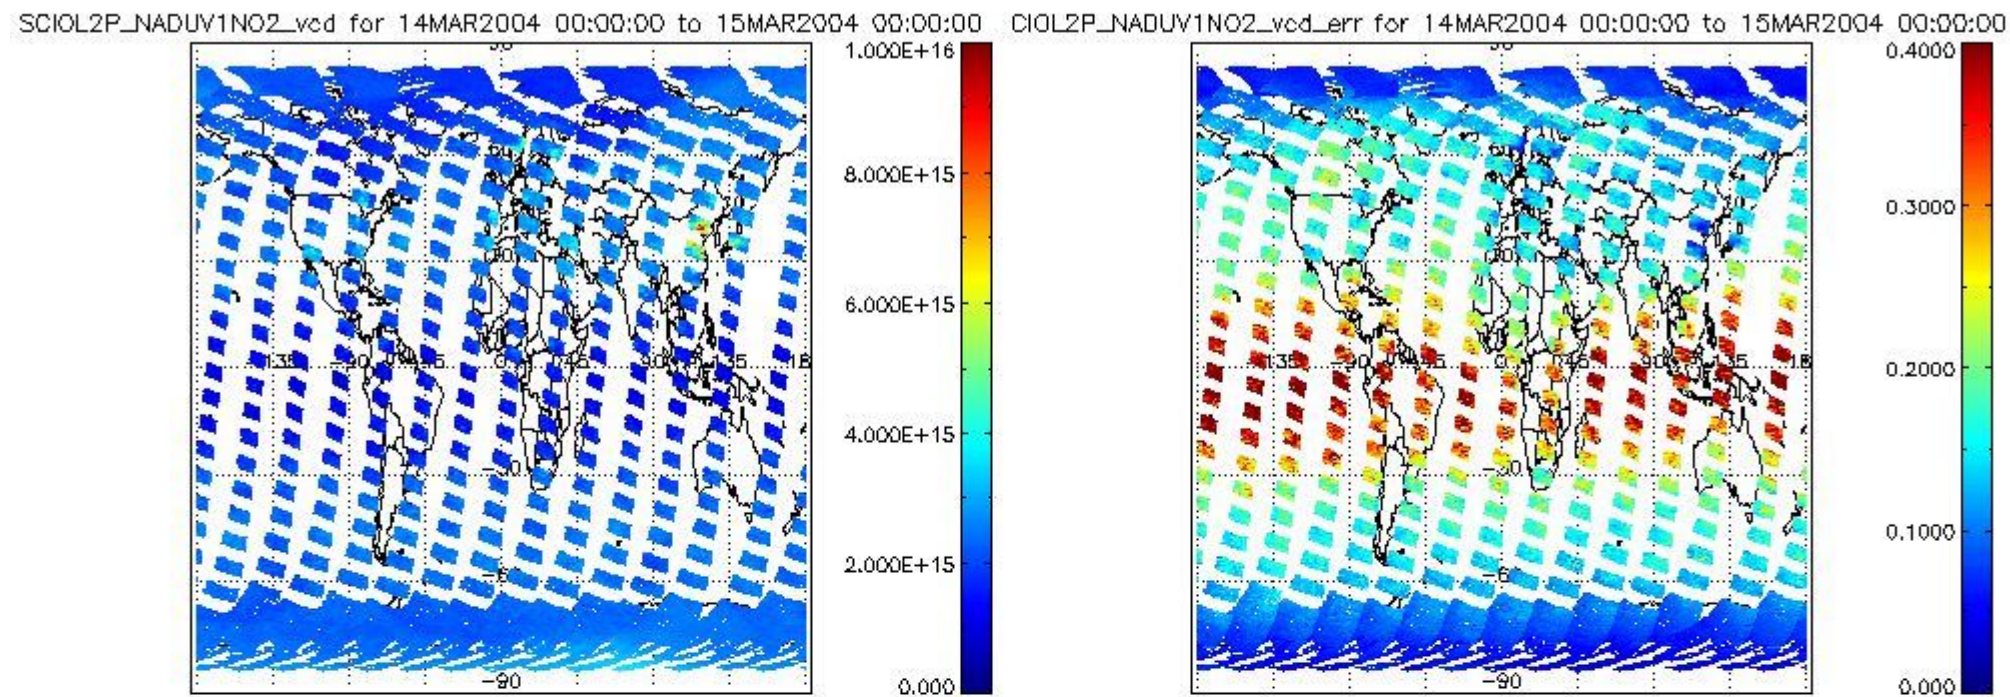 SCIOL2P_NADUV1NO2_vcd for 14MAR2004 00:00:00 to 15MAR2004 00:00:00
1.000E+16
8.000E+15
6.000E+15
4.000E+15
2.000E+15
0.000
-90
CIOL2P_NADUV1NO2_vcd_err for 14MAR2004 00:00:00 to 15MAR2004 00:00:00
0.4000
0.3000
0.2000
0.1000
0.000
-90